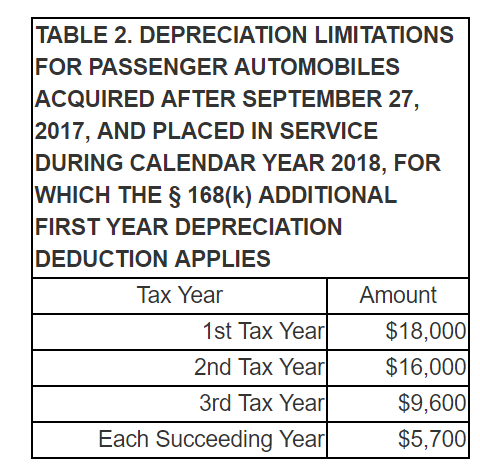 TABLE 2. DEPRECIATION LIMITATIONS
FOR PASSENGER AUTOMOBILES
ACQUIRED AFTER SEPTEMBER 27,
2017, AND PLACED IN SERVICE
DURING CALENDAR YEAR 2018, FOR
WHICH THE § 168(k) ADDITIONAL
FIRST YEAR DEPRECIATION
DEDUCTION APPLIES
Tax Year Amount
1st Tax Year $18,000
2nd Tax Year $16,000
3rd Tax Year $9,600
Each Succeeding Year $5,700